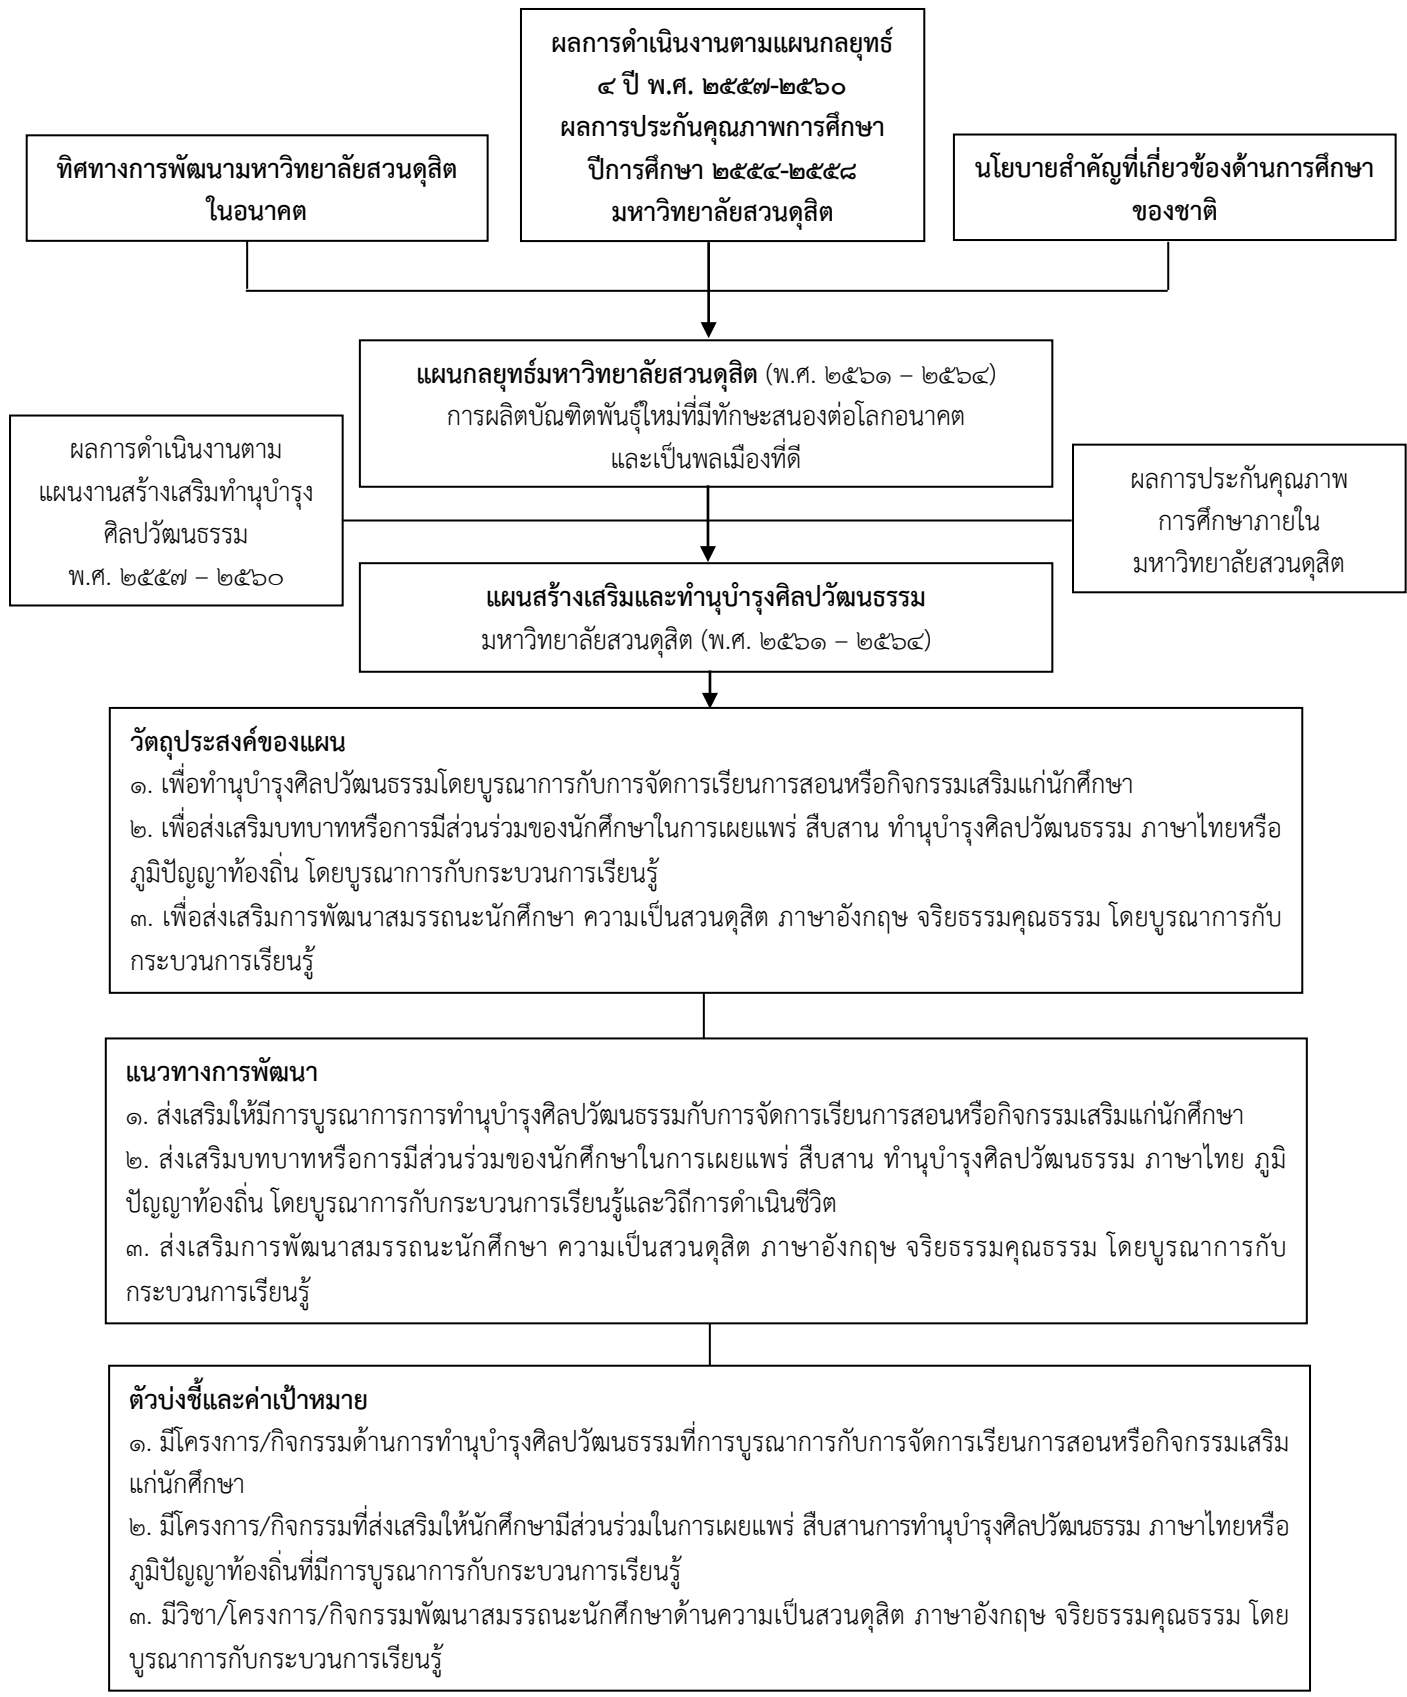 ผลการดำเนินงานตามแผนกลยุทธ์
๔ ปี พ.ศ. ๒๕๕๗-๒๕๖๐
ผลการประกันคุณภาพการศึกษา
ปีการศึกษา ๒๕๕๔-๒๕๕๘
มหาวิทยาลัยสวนดุสิต
ทิศทางการพัฒนามหาวิทยาลัยสวนดุสิต
ในอนาคต
นโยบายสำคัญที่เกี่ยวข้องด้านการศึกษา
ของชาติ
แผนกลยุทธ์มหาวิทยาลัยสวนดุสิต (พ.ศ. ๒๕๖๑ – ๒๕๖๔)
การผลิตบัณฑิตพันธุ์ใหม่ที่มีทักษะสนองต่อโลกอนาคต
และเป็นพลเมืองที่ดี
ผลการดำเนินงานตาม
แผนงานสร้างเสริมทำนุบำรุง
ศิลปวัฒนธรรม
พ.ศ. ๒๕๕๗ – ๒๕๖๐
ผลการประกันคุณภาพ
การศึกษาภายใน
มหาวิทยาลัยสวนดุสิต
แผนสร้างเสริมและทำนุบำรุงศิลปวัฒนธรรม
มหาวิทยาลัยสวนดุสิต (พ.ศ. ๒๕๖๑ – ๒๕๖๔)
วัตถุประสงค์ของแผน
๑. เพื่อทำนุบำรุงศิลปวัฒนธรรมโดยบูรณาการกับการจัดการเรียนการสอนหรือกิจกรรมเสริมแก่นักศึกษา
๒. เพื่อส่งเสริมบทบาทหรือการมีส่วนร่วมของนักศึกษาในการเผยแพร่ สืบสาน ทำนุบำรุงศิลปวัฒนธรรม ภาษาไทยหรือ
ภูมิปัญญาท้องถิ่น โดยบูรณาการกับกระบวนการเรียนรู้
๓. เพื่อส่งเสริมการพัฒนาสมรรถนะนักศึกษา ความเป็นสวนดุสิต ภาษาอังกฤษ จริยธรรมคุณธรรม โดยบูรณาการกับ
กระบวนการเรียนรู้
แนวทางการพัฒนา
๑. ส่งเสริมให้มีการบูรณาการการทำนุบำรุงศิลปวัฒนธรรมกับการจัดการเรียนการสอนหรือกิจกรรมเสริมแก่นักศึกษา
๒. ส่งเสริมบทบาทหรือการมีส่วนร่วมของนักศึกษาในการเผยแพร่ สืบสาน ทำนุบำรุงศิลปวัฒนธรรม ภาษาไทย ภูมิ
ปัญญาท้องถิ่น โดยบูรณาการกับกระบวนการเรียนรู้และวิถีการดำเนินชีวิต
๓. ส่งเสริมการพัฒนาสมรรถนะนักศึกษา ความเป็นสวนดุสิต ภาษาอังกฤษ จริยธรรมคุณธรรม โดยบูรณาการกับ
กระบวนการเรียนรู้
ตัวบ่งชี้และค่าเป้าหมาย
๑. มีโครงการ/กิจกรรมด้านการทำนุบำรุงศิลปวัฒนธรรมที่การบูรณาการกับการจัดการเรียนการสอนหรือกิจกรรมเสริม
แก่นักศึกษา
๒. มีโครงการ/กิจกรรมที่ส่งเสริมให้นักศึกษามีส่วนร่วมในการเผยแพร่ สืบสานการทำนุบำรุงศิลปวัฒนธรรม ภาษาไทยหรือ
ภูมิปัญญาท้องถิ่นที่มีการบูรณาการกับกระบวนการเรียนรู้
๓. มีวิชา/โครงการ/กิจกรรมพัฒนาสมรรถนะนักศึกษาด้านความเป็นสวนดุสิต ภาษาอังกฤษ จริยธรรมคุณธรรม โดย
บูรณาการกับกระบวนการเรียนรู้